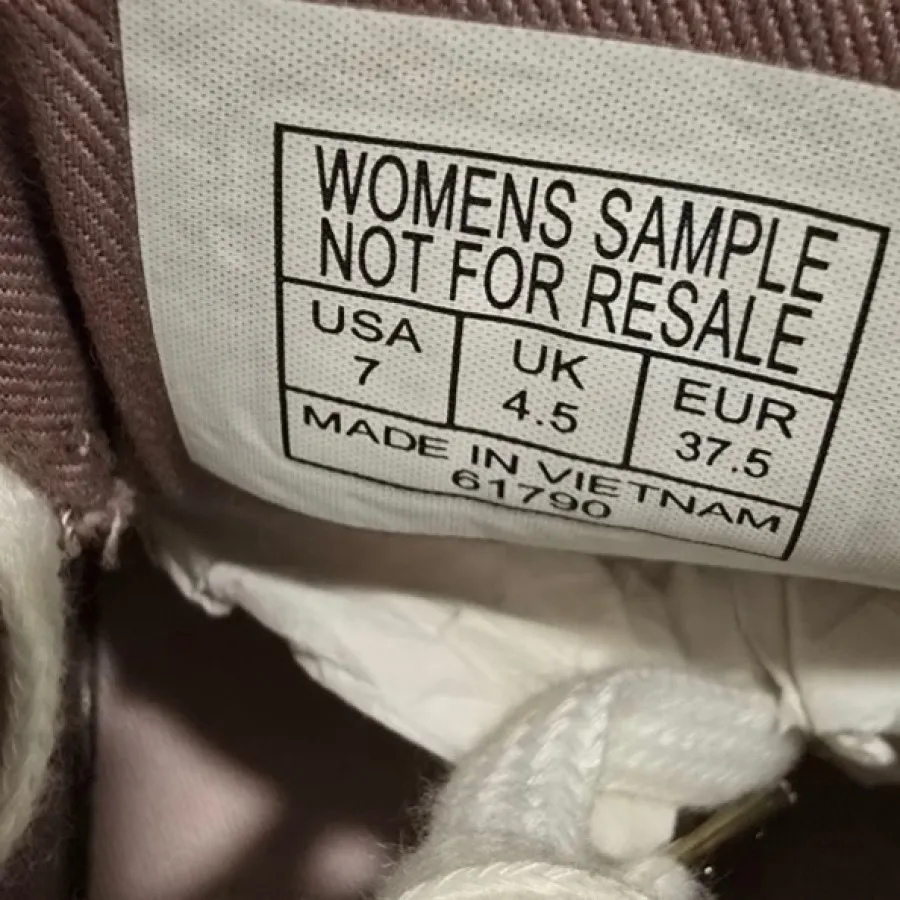 WOMENS SAMPLE
NOT FOR RESALE
USA UK EUR
7 4.5 37.5
MADE IN VIETNAM
61790